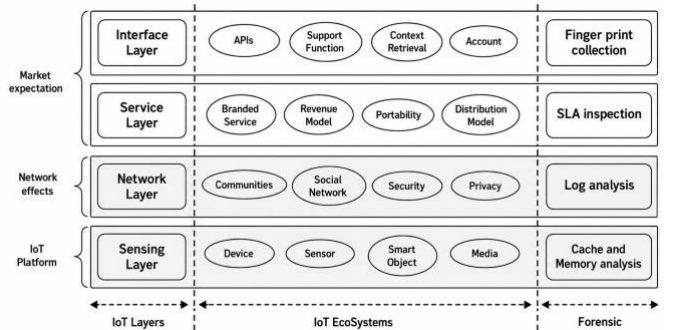 Market
expectation
Interface
Layer
APIs
Support
Function
Context
Retrieval
Account
Finger print
collection
Service
Layer
Branded
Service
Revenue
Model
Portability
Distribution
Model
SLA inspection
Network
effects
Network
Layer
Communities
Social
Network
Security
Privacy
Log analysis
IoT
Platform
Sensing
Layer
Device
Sensor
Smart
Object
Media
Cache and
Memory analysis
IoT Layers
IoT EcoSystems
Forensic